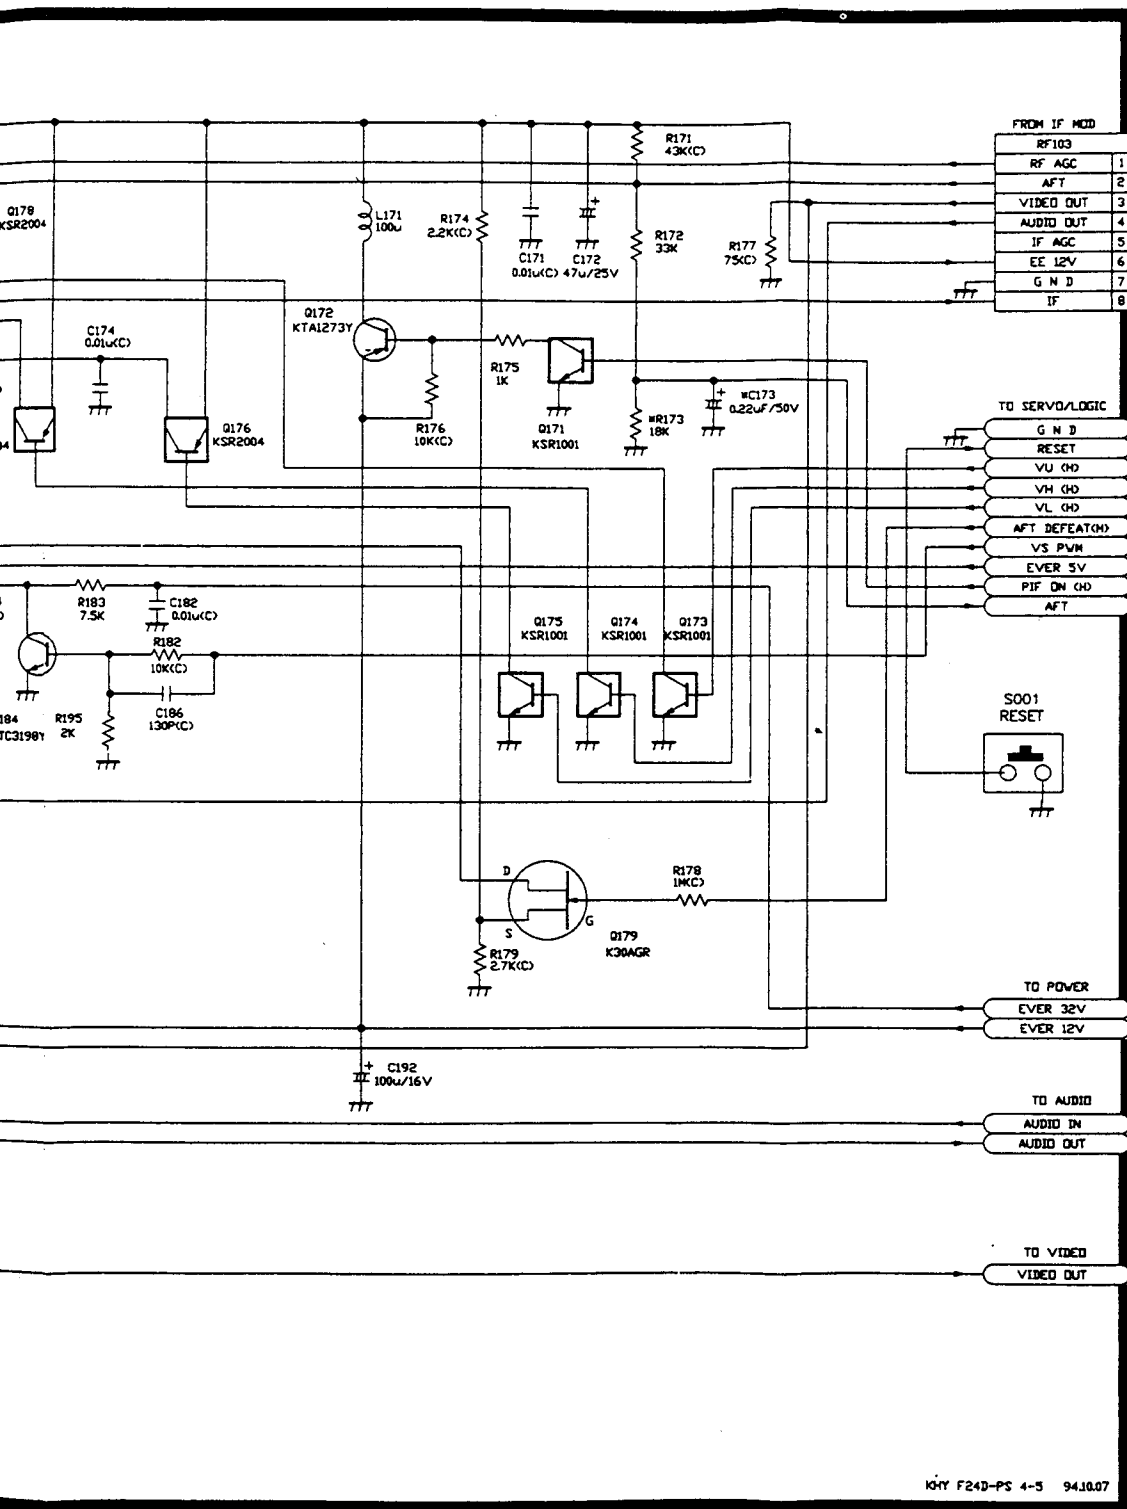 FROM IF MOD
RF103
RF AGC 1
AFT 2
VIDEO OUT 3
AUDIO OUT 4
IF AGC 5
EE 12V 6
G N D 7
IF 8
R171
43K(C)
Q178
KSR2004
L171
100u
R174
2.2K(C)
C171
0.01u(C)
C172
47u/25V
R172
33K
R177
75(C)
Q172
KTA1273Y
C174
0.01u(C)
R175
1K
Q171
KSR1001
R176
10K(C)
Q176
KSR2004
*C173
0.22uF/50V
*R173
18K
TO SERVO/LOGIC
G N D
RESET
VU (H)
VH (H)
VL (H)
AFT DEFEAT(H)
VS PWM
EVER 5V
PIF ON (H)
AFT
R183
7.5K
C182
0.01u(C)
R182
10K(C)
C186
130P(C)
184
TC3198Y
R195
2K
Q175
KSR1001
Q174
KSR1001
Q173
KSR1001
S001
RESET
R178
1M(C)
D
S
G
Q179
K30AGR
R179
2.7K(C)
TO POWER
EVER 32V
EVER 12V
C192
100u/16V
TO AUDIO
AUDIO IN
AUDIO OUT
TO VIDEO
VIDEO OUT
KHY F24D-PS 4-5 94.10.07